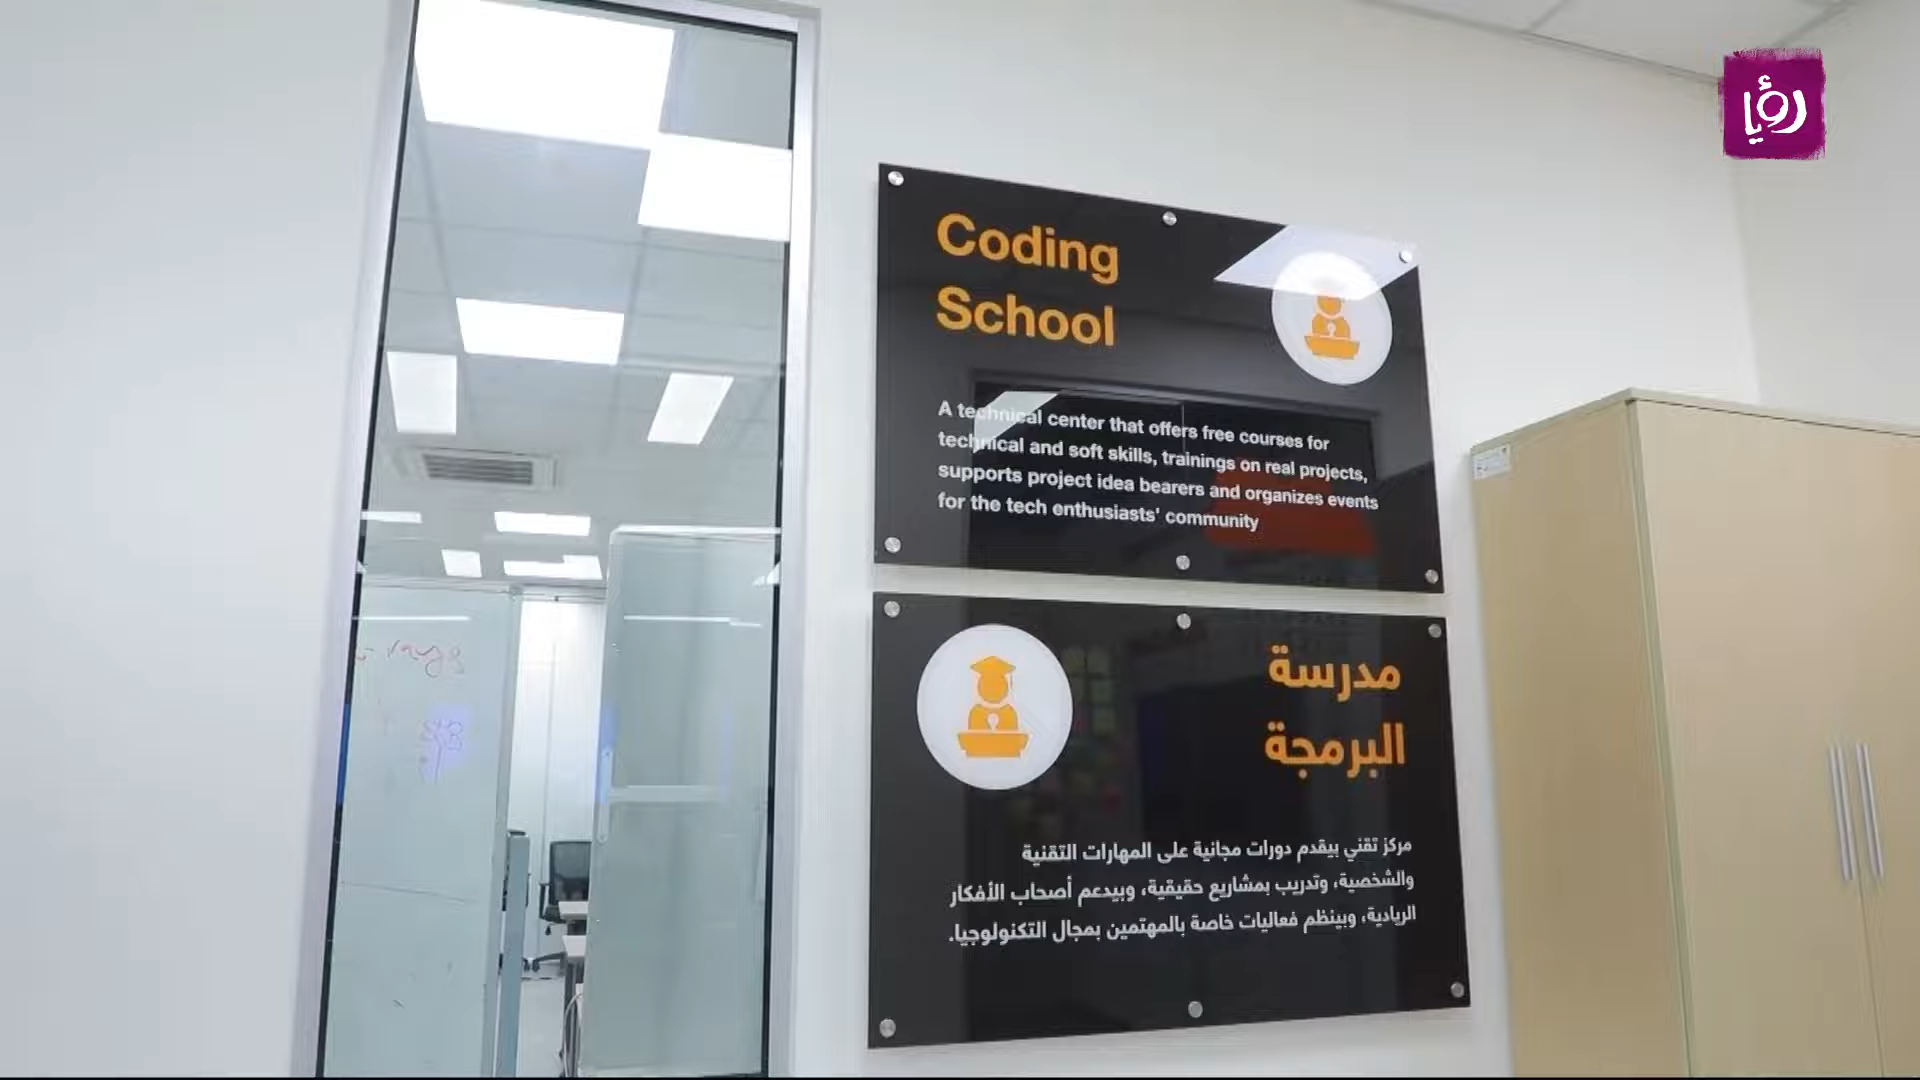 رؤيا
Coding
School
A technical center that offers free courses for
technical and soft skills, trainings on real projects,
supports project idea bearers and organizes events
for the tech enthusiasts' community
مدرسة
البرمجة
مركز تقني بيقدم دورات مجانية على المهارات التقنية
والشخصية، وتدريب بمشاريع حقيقية، وبيدعم أصحاب الأفكار
الريادية، وبينظم فعاليات خاصة بالمهتمين بمجال التكنولوجيا.